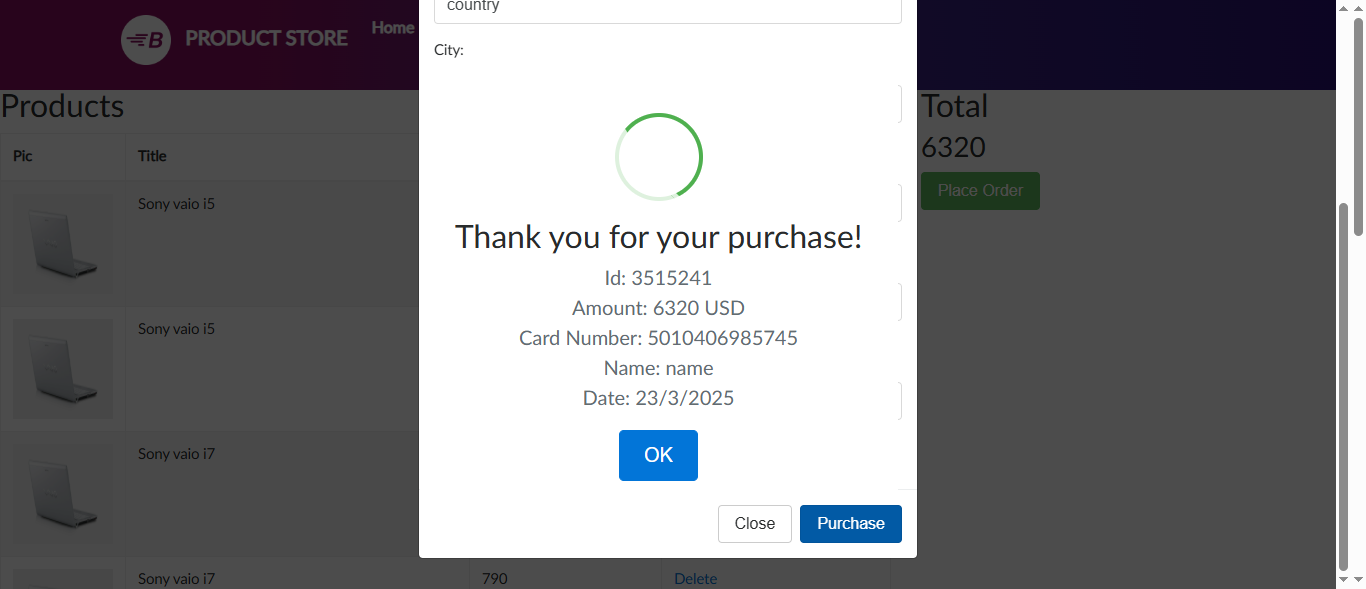 country
B PRODUCT STORE Home
City:
Products
Total
6320
Pic Title
Place Order
Sony vaio i5
Thank you for your purchase!
Id: 3515241
Amount: 6320 USD
Sony vaio i5
Card Number: 5010406985745
Name: name
Date: 23/3/2025
Sony vaio i7
OK
Close Purchase
Sony vaio i7 790 Delete